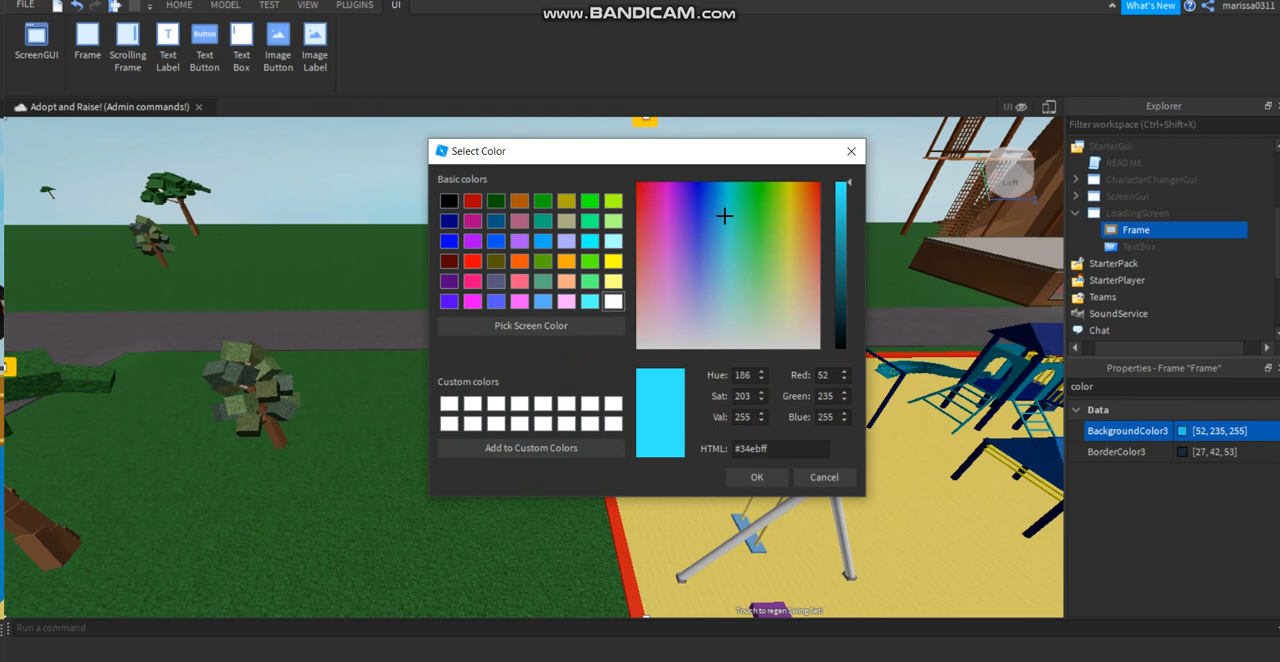 FILE HOME MODEL TEST VIEW PLUGINS UI
www.BANDICAM.com
What's New
marissa0311
ScreenGUI
Frame
Scrolling
Frame
Text
Label
Text
Button
Text
Box
Image
Button
Image
Label
T
Button
Adopt and Raise! (Admin commands!)
UI
Left
Touch to regen Swing Set!
Run a command
Select Color
Basic colors
Pick Screen Color
Custom colors
Add to Custom Colors
Hue: 186 Red: 52
Sat: 203 Green: 235
Val: 255 Blue: 255
HTML: #34ebff
OK Cancel
Explorer
Filter workspace (Ctrl+Shift+X)
StarterGui
README
CharacterChangerGui
ScreenGui
LoadingScreen
Frame
TextBox
StarterPack
StarterPlayer
Teams
SoundService
Chat
Properties - Frame "Frame"
color
Data
BackgroundColor3 [52, 235, 255]
BorderColor3 [27, 42, 53]